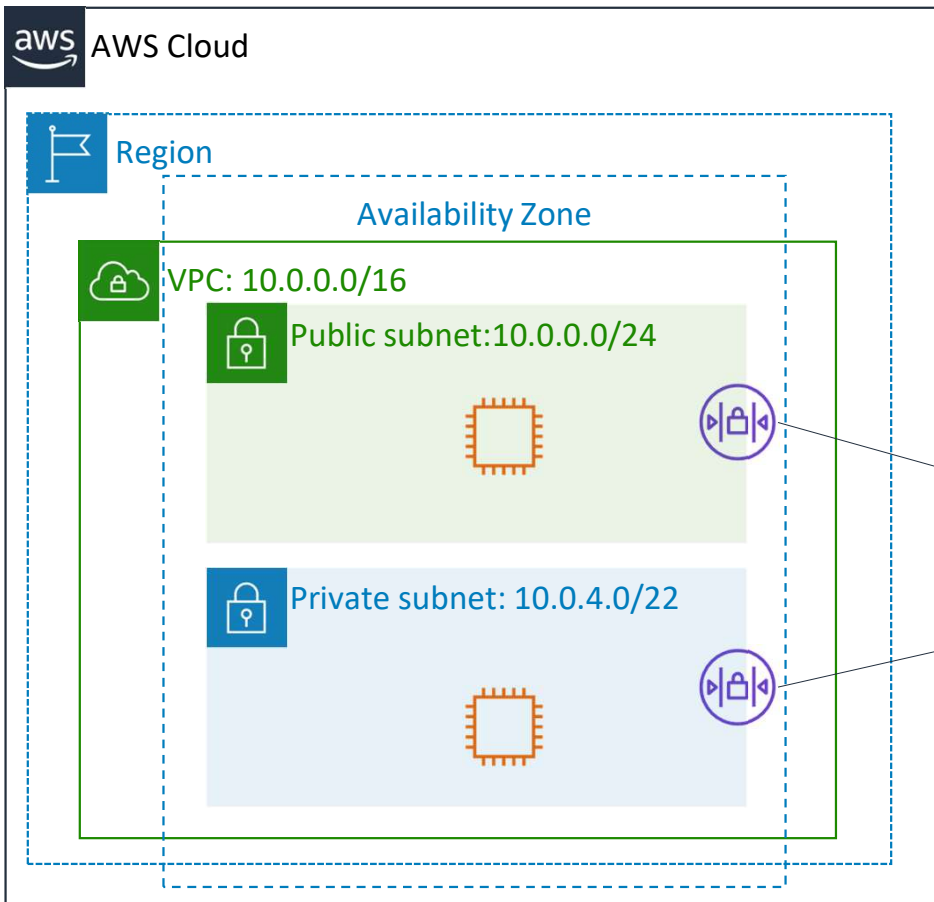 aws
AWS Cloud
Region
Availability Zone
VPC: 10.0.0.0/16
Public subnet:10.0.0.0/24
Private subnet: 10.0.4.0/22